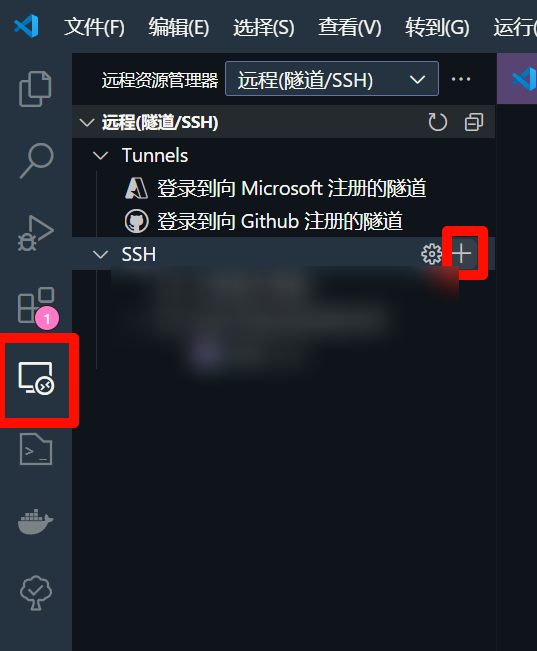 文件(F) 编辑(E) 选择(S) 查看(V) 转到(G) 运行(
远程资源管理器 远程(隧道/SSH) ···
远程(隧道/SSH)
Tunnels
登录到向 Microsoft 注册的隧道
登录到向 Github 注册的隧道
SSH
1